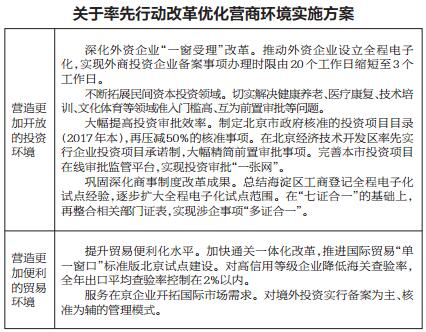 关于率先行动改革优化营商环境实施方案
营造更
加开放
的投资
环境
深化外资企业“一窗受理”改革。推动外资企业设立全程电子
化，实现外商投资企业备案事项办理时限由20个工作日缩短至3个
工作日。
不断拓展民间资本投资领域。切实解决健康养老、医疗康复、技术培
训、文化体育等领域准入门槛高、互为前置审批等问题。
大幅提高投资审批效率。制定北京市政府核准的投资项目目录
（2017年本），再压减50%的核准事项。在北京经济技术开发区率先实
行企业投资项目承诺制，大幅精简前置审批事项。完善本市投资项目
在线审批监管平台，实现投资审批“一张网”。
巩固深化商事制度改革成果。总结海淀区工商登记全程电子化试
点经验，逐步扩大全程电子化试点范围。在“七证合一”的基础上，
再整合相关部门证表，实现涉企事项“多证合一”。
营造更
加便利
的贸易
环境
提升贸易便利化水平。加快通关一体化改革，推进国际贸易“单
一窗口”标准版北京试点建设。对高信用等级企业降低海关查验率，
全年出口平均查验率控制在2%以内。
服务在京企业开拓国际市场需求。对境外投资实行备案为主、核
准为辅的管理模式。